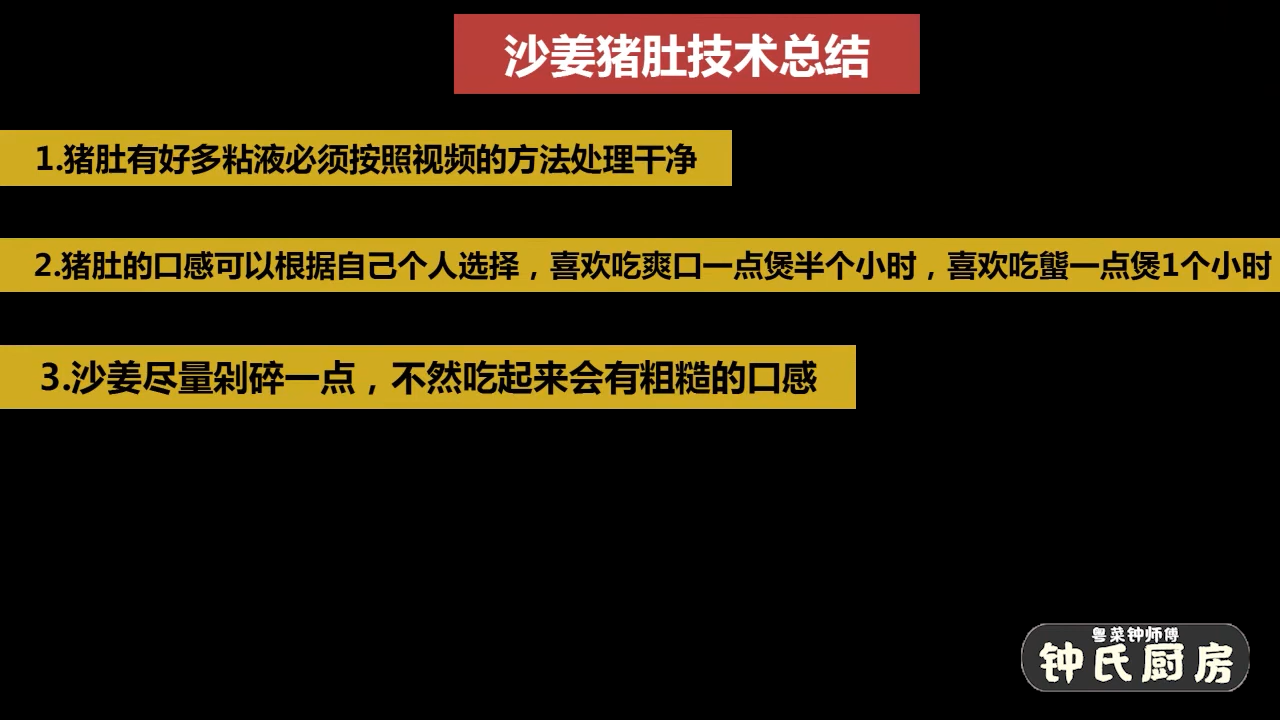 沙姜猪肚技术总结
1.猪肚有好多粘液必须按照视频的方法处理干净
2.猪肚的口感可以根据自己个人选择，喜欢吃爽口一点煲半个小时，喜欢吃蟹一点煲1个小时
3.沙姜尽量剁碎一点，不然吃起来会有粗糙的口感
粤菜钟师傅
钟氏厨房